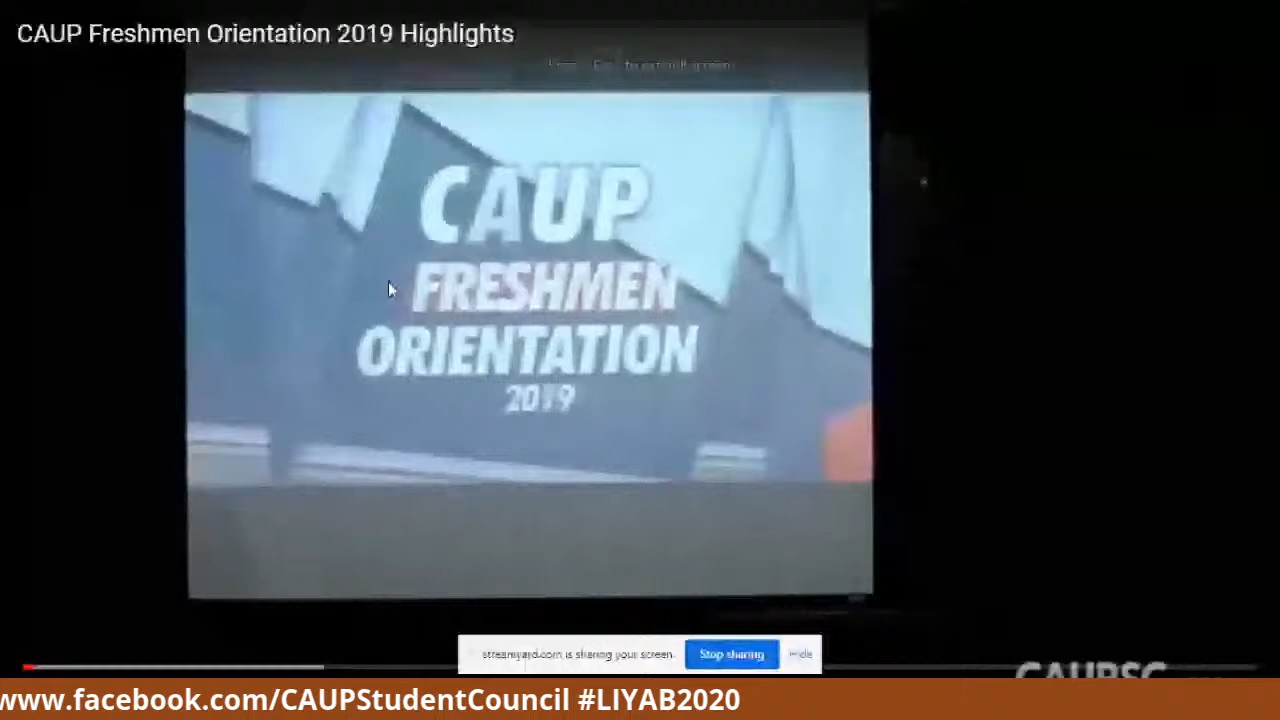 CAUP Freshmen Orientation 2019 Highlights
CAUP
FRESHMEN
ORIENTATION
2019
streamyard.com is sharing your screen.
Stop sharing
Hide
CAUPSC
www.facebook.com/CAUPStudentCouncil #LIYAB2020